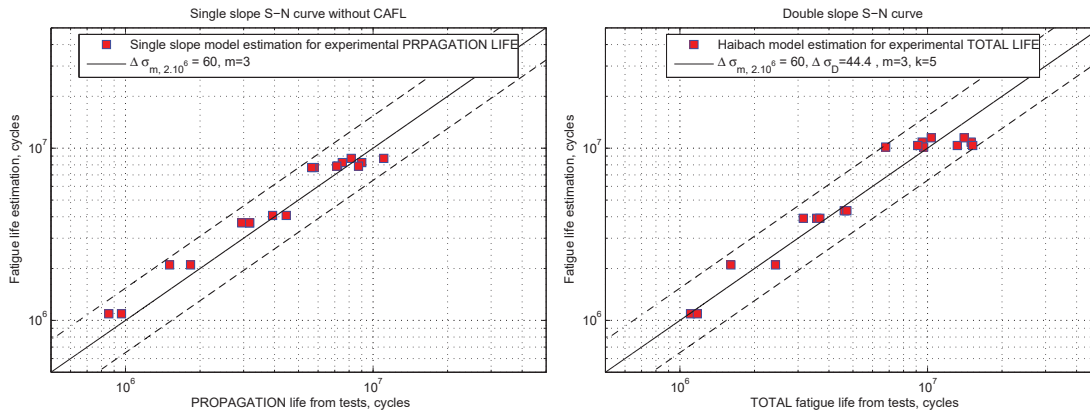 Single slope S−N curve without CAFL
Single slope model estimation for experimental PRPAGATION LIFE
Δ σm, 2.10⁶ = 60, m=3
Fatigue life estimation, cycles
10⁷
10⁶
10⁶ 10⁷
PROPAGATION life from tests, cycles
Double slope S−N curve
Haibach model estimation for experimental TOTAL LIFE
Δ σm, 2.10⁶ = 60, Δ σD=44.4 , m=3, k=5
Fatigue life estimation, cycles
10⁷
10⁶
10⁶ 10⁷
TOTAL fatigue life from tests, cycles